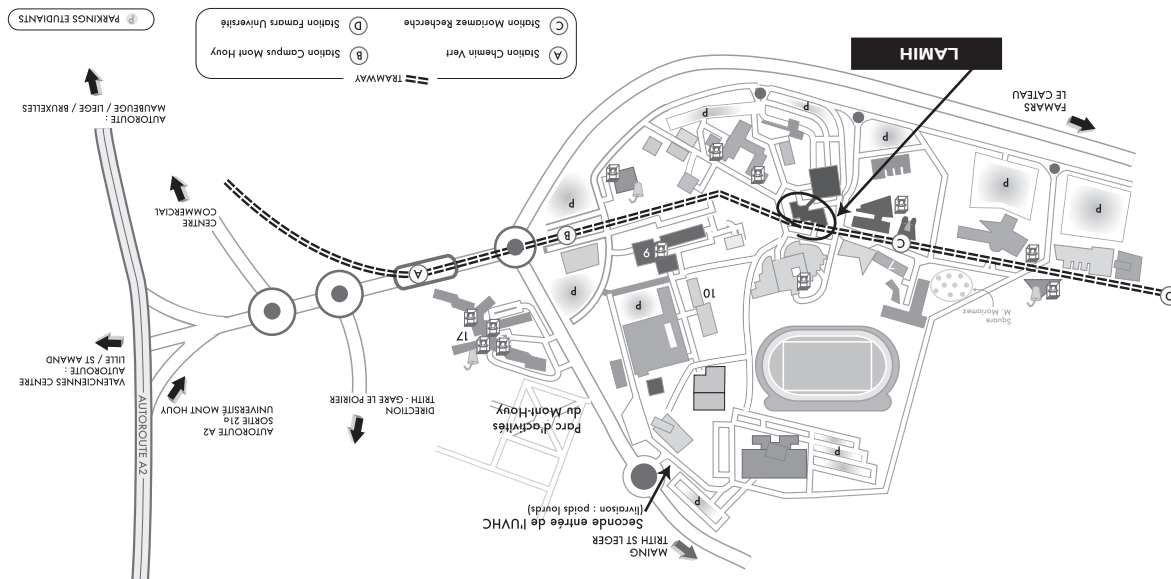 MAING
TRITH ST LEGER
Seconde entrée de l'UVHC
(livraison : poids lourds)
P
P
Parc d'activités
du Mont-Houy
AUTOROUTE A2
SORTIE 21a
UNIVERSITÉ MONT HOUY
DIRECTION
TRITH - GARE LE POIRIER
AUTOROUTE A2
VALENCIENNES CENTRE
AUTOROUTE :
LILLE / ST AMAND
17
Square
M. Moriamez
P
10
P
A
B
C
D
P
P
P
CENTRE
COMMERCIAL
P
P
P
FAMARS
LE CATEAU
AUTOROUTE :
MAUBEUGE / LIEGE / BRUXELLES
LAMIH
TRAMWAY
A Station Chemin Vert
B Station Campus Mont Houy
C Station Moriamez Recherche
D Station Famars Université
P PARKINGS ETUDIANTS